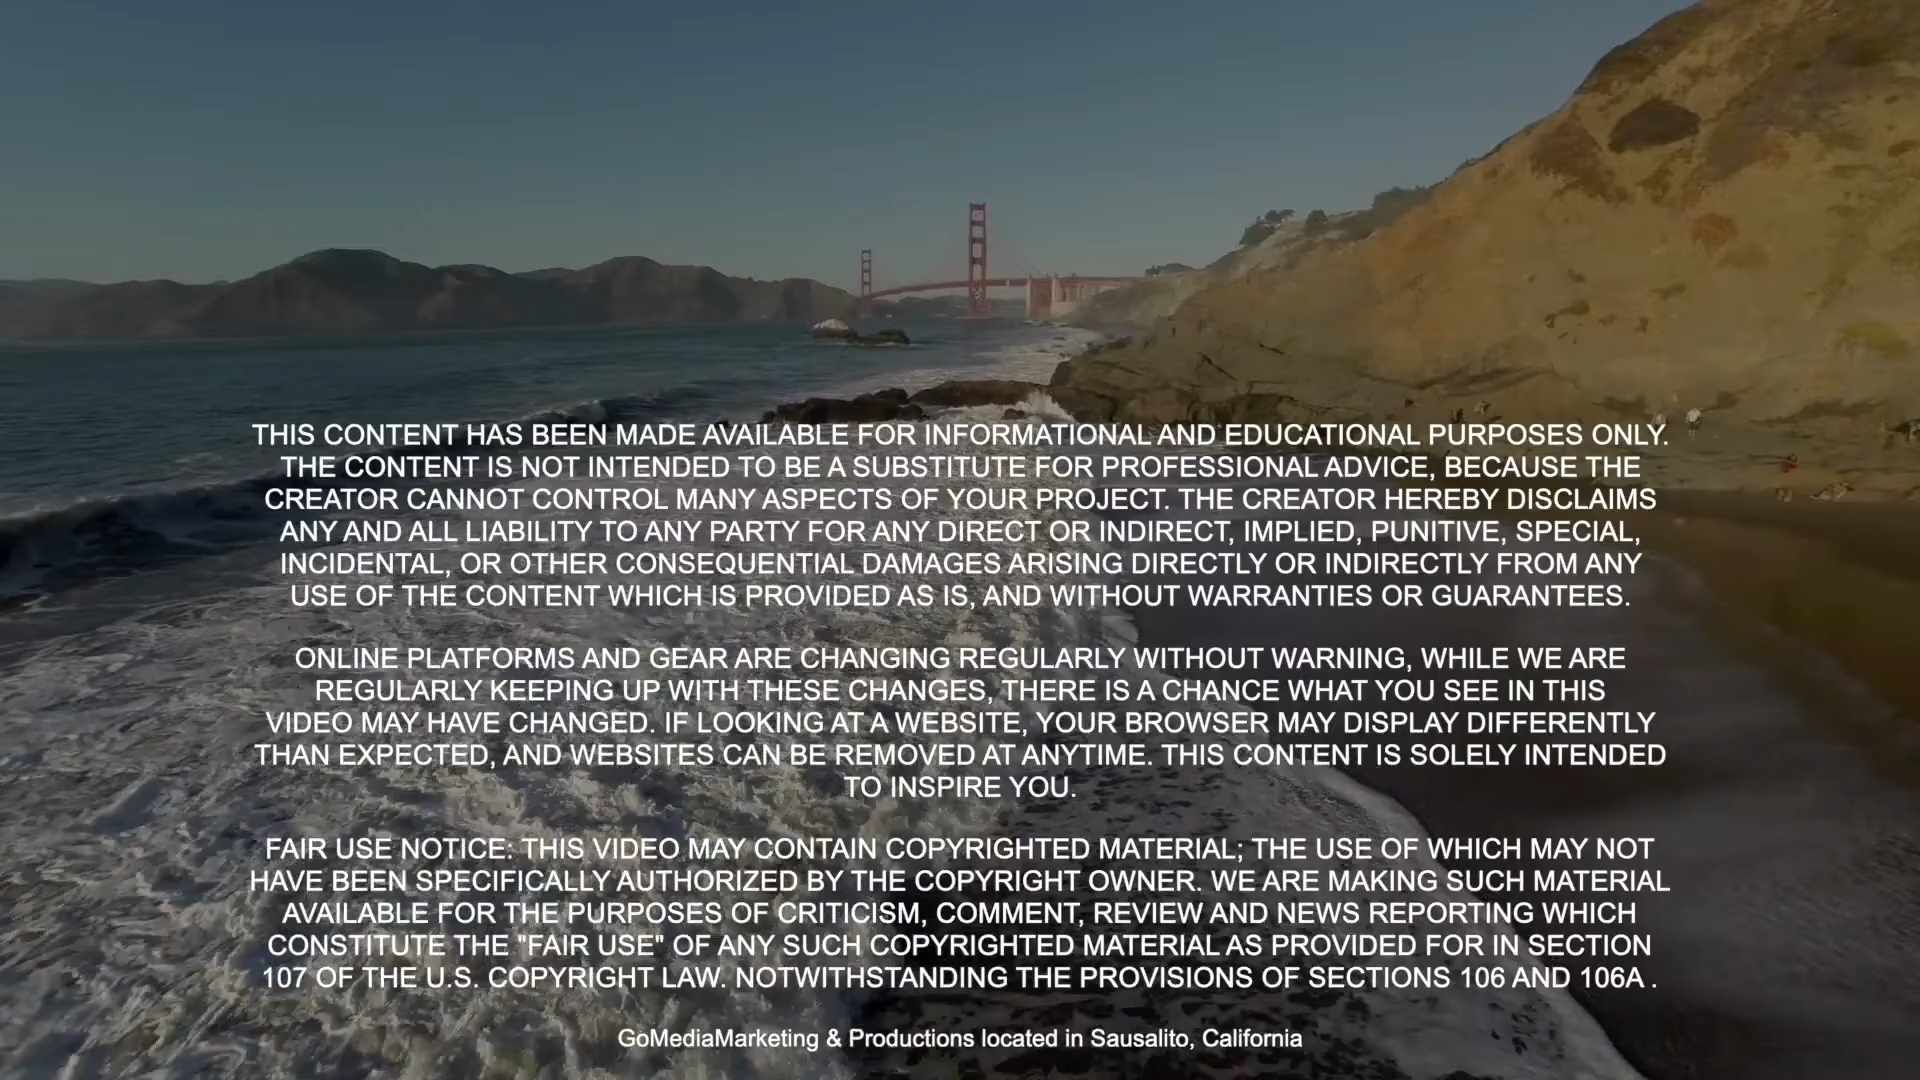 THIS CONTENT HAS BEEN MADE AVAILABLE FOR INFORMATIONAL AND EDUCATIONAL PURPOSES ONLY.
THE CONTENT IS NOT INTENDED TO BE A SUBSTITUTE FOR PROFESSIONAL ADVICE, BECAUSE THE
CREATOR CANNOT CONTROL MANY ASPECTS OF YOUR PROJECT. THE CREATOR HEREBY DISCLAIMS
ANY AND ALL LIABILITY TO ANY PARTY FOR ANY DIRECT OR INDIRECT, IMPLIED, PUNITIVE, SPECIAL,
INCIDENTAL, OR OTHER CONSEQUENTIAL DAMAGES ARISING DIRECTLY OR INDIRECTLY FROM ANY
USE OF THE CONTENT WHICH IS PROVIDED AS IS, AND WITHOUT WARRANTIES OR GUARANTEES.
ONLINE PLATFORMS AND GEAR ARE CHANGING REGULARLY WITHOUT WARNING, WHILE WE ARE
REGULARLY KEEPING UP WITH THESE CHANGES, THERE IS A CHANCE WHAT YOU SEE IN THIS
VIDEO MAY HAVE CHANGED. IF LOOKING AT A WEBSITE, YOUR BROWSER MAY DISPLAY DIFFERENTLY
THAN EXPECTED, AND WEBSITES CAN BE REMOVED AT ANYTIME. THIS CONTENT IS SOLELY INTENDED
TO INSPIRE YOU.
FAIR USE NOTICE: THIS VIDEO MAY CONTAIN COPYRIGHTED MATERIAL; THE USE OF WHICH MAY NOT
HAVE BEEN SPECIFICALLY AUTHORIZED BY THE COPYRIGHT OWNER. WE ARE MAKING SUCH MATERIAL
AVAILABLE FOR THE PURPOSES OF CRITICISM, COMMENT, REVIEW AND NEWS REPORTING WHICH
CONSTITUTE THE "FAIR USE" OF ANY SUCH COPYRIGHTED MATERIAL AS PROVIDED FOR IN SECTION
107 OF THE U.S. COPYRIGHT LAW. NOTWITHSTANDING THE PROVISIONS OF SECTIONS 106 AND 106A .
GoMediaMarketing & Productions located in Sausalito, California